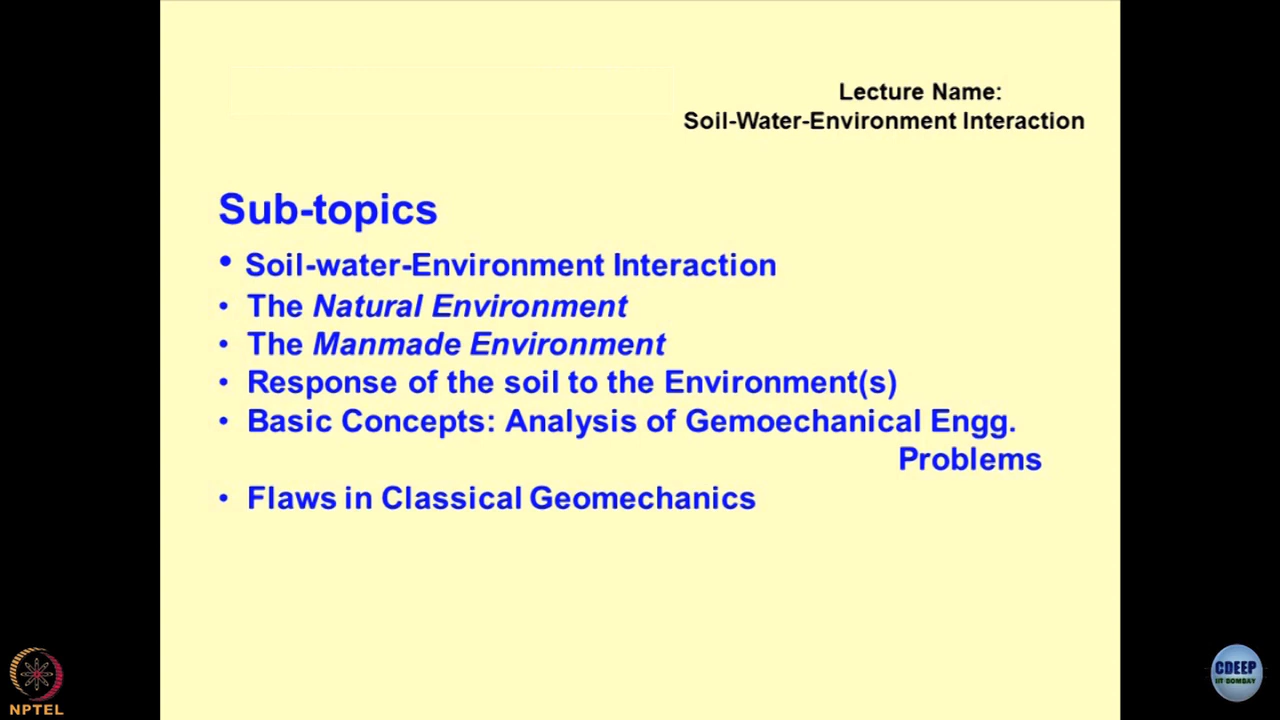 Lecture Name:
Soil-Water-Environment Interaction
Sub-topics
• Soil-water-Environment Interaction
• The Natural Environment
• The Manmade Environment
• Response of the soil to the Environment(s)
• Basic Concepts: Analysis of Gemoechanical Engg.
Problems
• Flaws in Classical Geomechanics
NPTEL
CDEEP
IIT BOMBAY